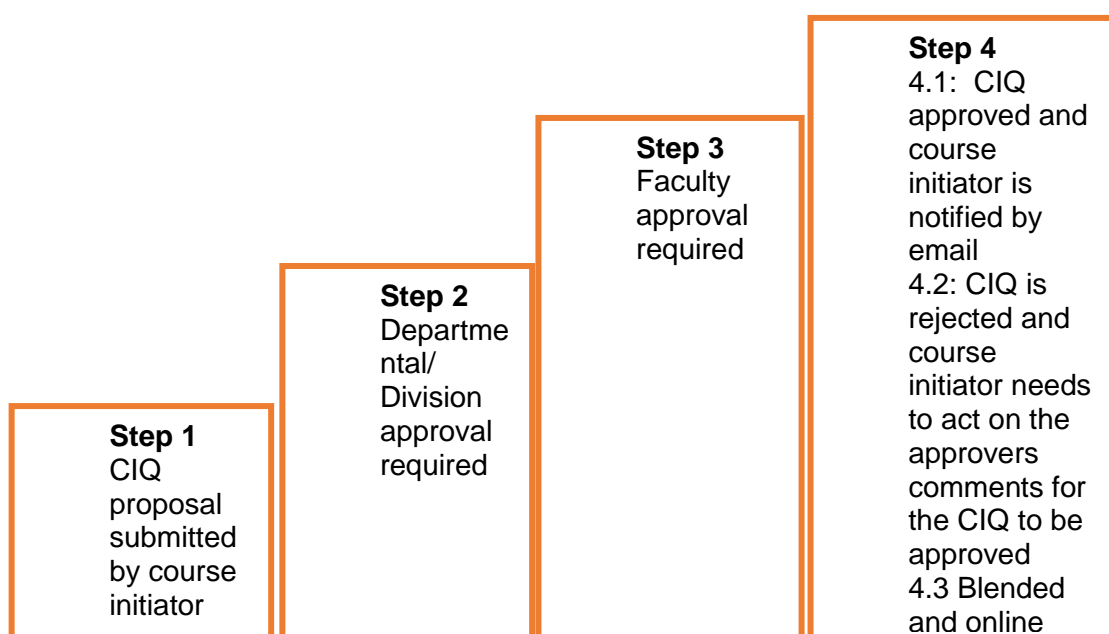 Step 1
CIQ
proposal
submitted
by course
initiator
Step 2
Departme
ntal/
Division
approval
required
Step 3
Faculty
approval
required
Step 4
4.1:  CIQ
approved and
course
initiator is
notified by
email
4.2: CIQ is
rejected and
course
initiator needs
to act on the
approvers
comments for
the CIQ to be
approved
4.3 Blended
and online